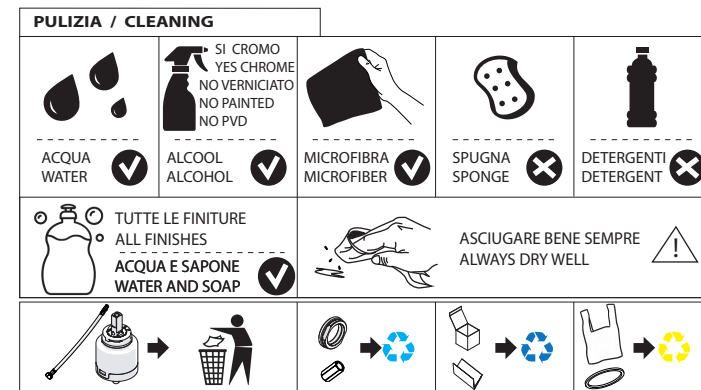 PULIZIA / CLEANING
SI CROMO
YES CHROME
NO VERNICIATO
NO PAINTED
NO PVD
ACQUA
WATER
ALCOOL
ALCOHOL
MICROFIBRA
MICROFIBER
SPUGNA
SPONGE
DETERGENTI
DETERGENT
TUTTE LE FINITURE
ALL FINISHES
ACQUA E SAPONE
WATER AND SOAP
ASCIUGARE BENE SEMPRE
ALWAYS DRY WELL